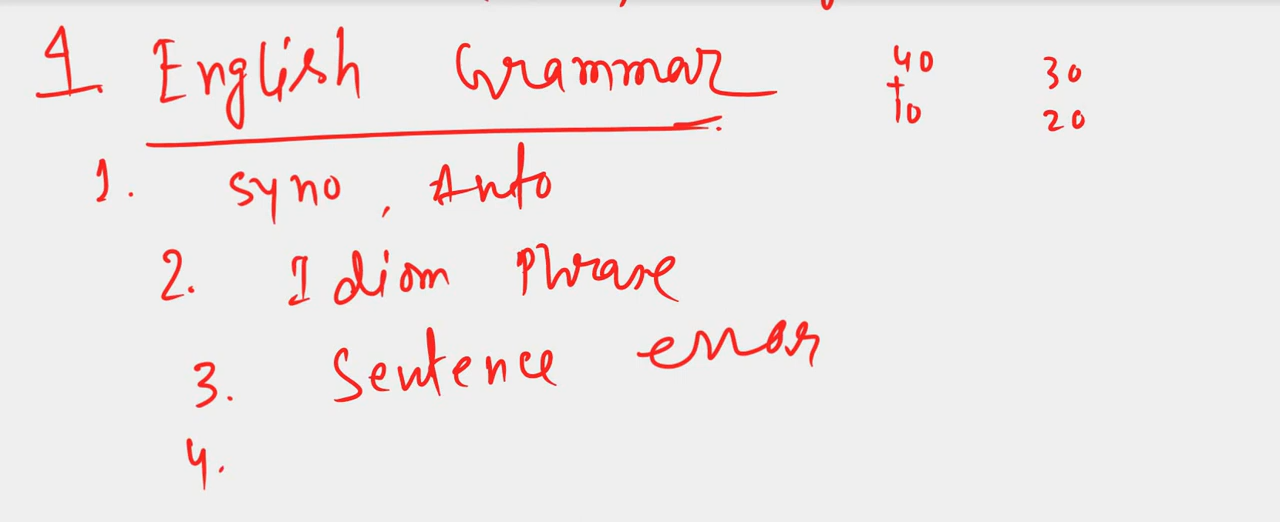 1 English Grammar
40 30
+
10 20
1. Syno, Anto
2. Idiom Phrase
3. Sentence error
4.